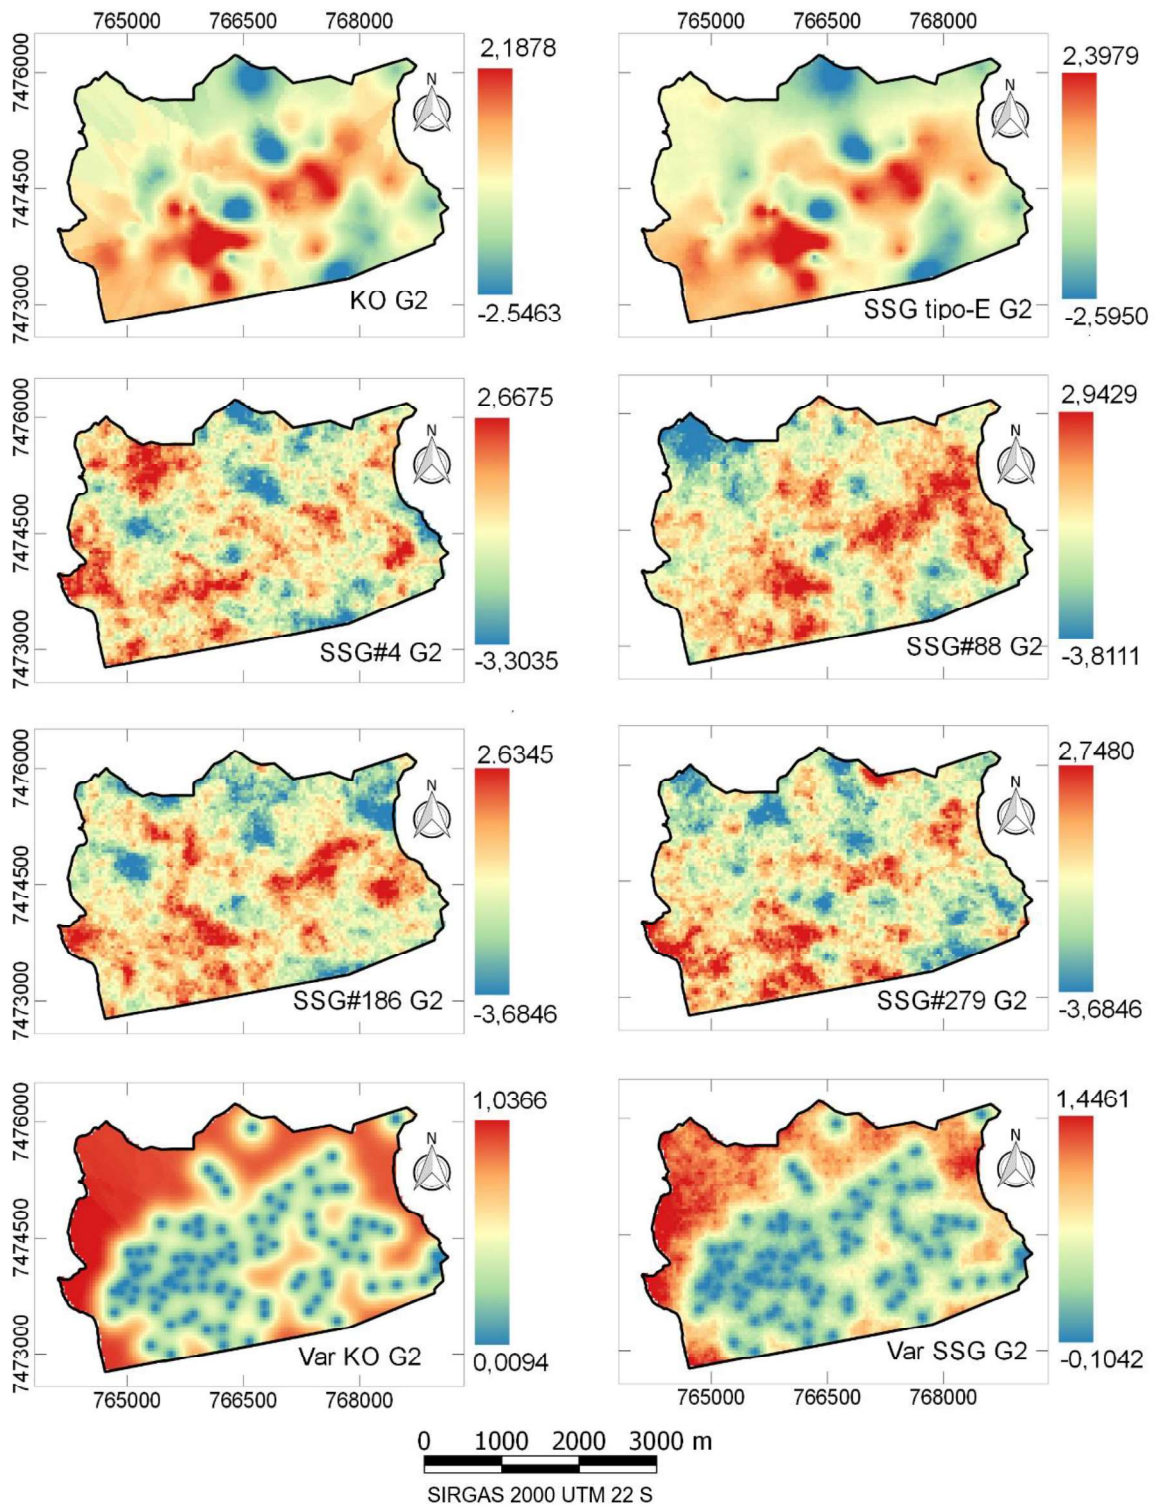 765000 766500 768000 765000 766500 768000
7476000
7474500
7473000
N
2,1878
-2.5463
KO G2
N
2,3979
-2,5950
SSG tipo-E G2
7476000
7474500
7473000
N
2,6675
-3,3035
SSG#4 G2
N
2,9429
-3,8111
SSG#88 G2
7476000
7474500
7473000
N
2.6345
-3,6846
SSG#186 G2
N
2,7480
-3,6846
SSG#279 G2
7476000
7474500
7473000
N
1,0366
0,0094
Var KO G2
N
1,4461
-0,1042
Var SSG G2
765000 766500 768000 765000 766500 768000
0 1000 2000 3000 m
SIRGAS 2000 UTM 22 S